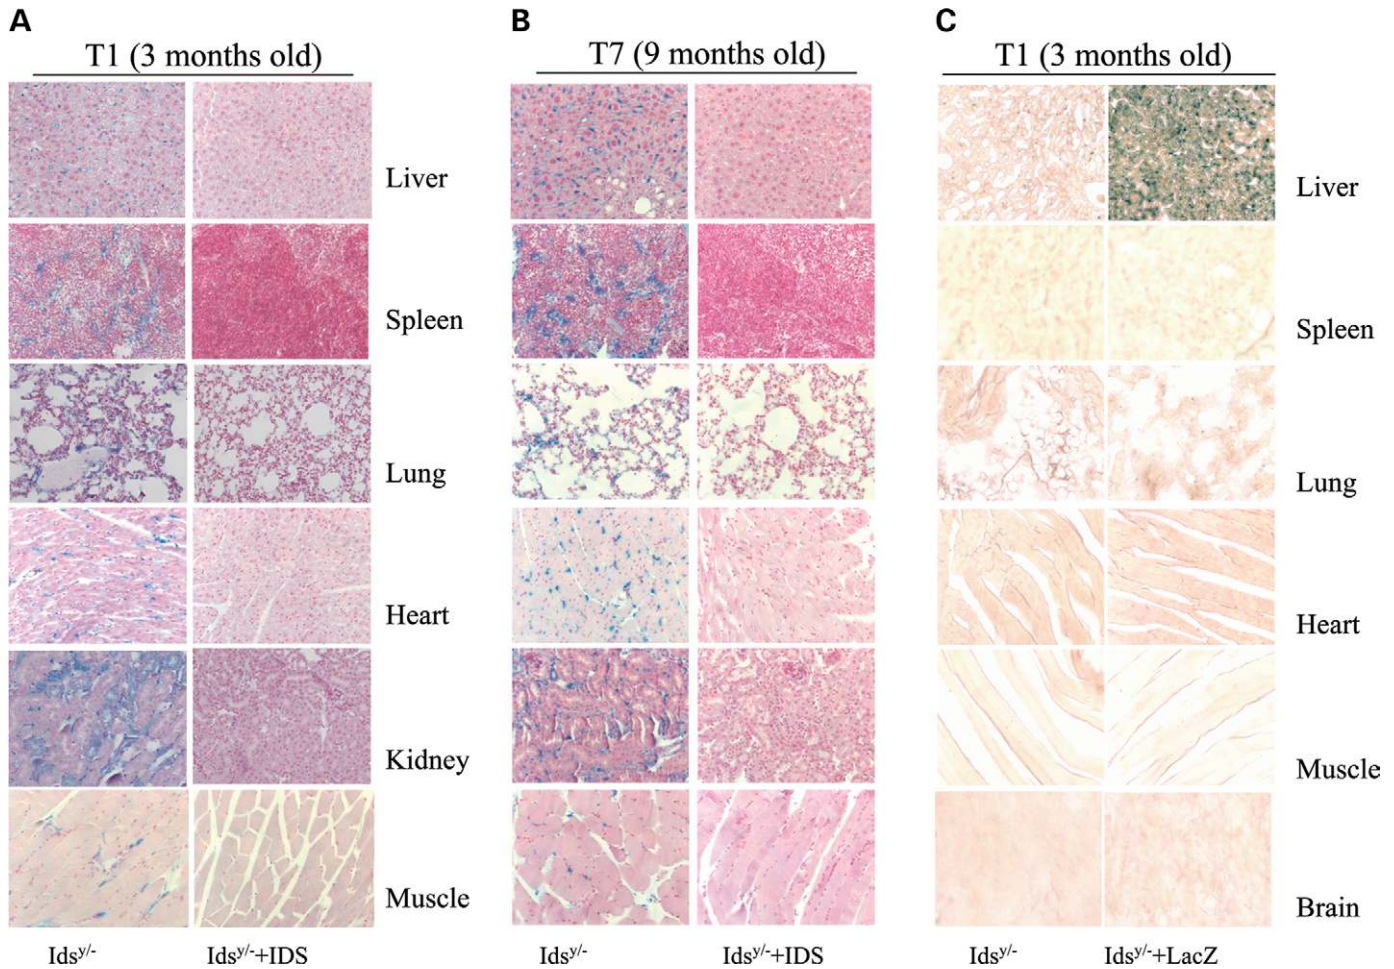 A
T1 (3 months old)
Liver
Spleen
Lung
Heart
Kidney
Muscle
Ids^y/-
Ids^y/-+IDS
B
T7 (9 months old)
Ids^y/-
Ids^y/-+IDS
C
T1 (3 months old)
Liver
Spleen
Lung
Heart
Muscle
Brain
Ids^y/-
Ids^y/-+LacZ